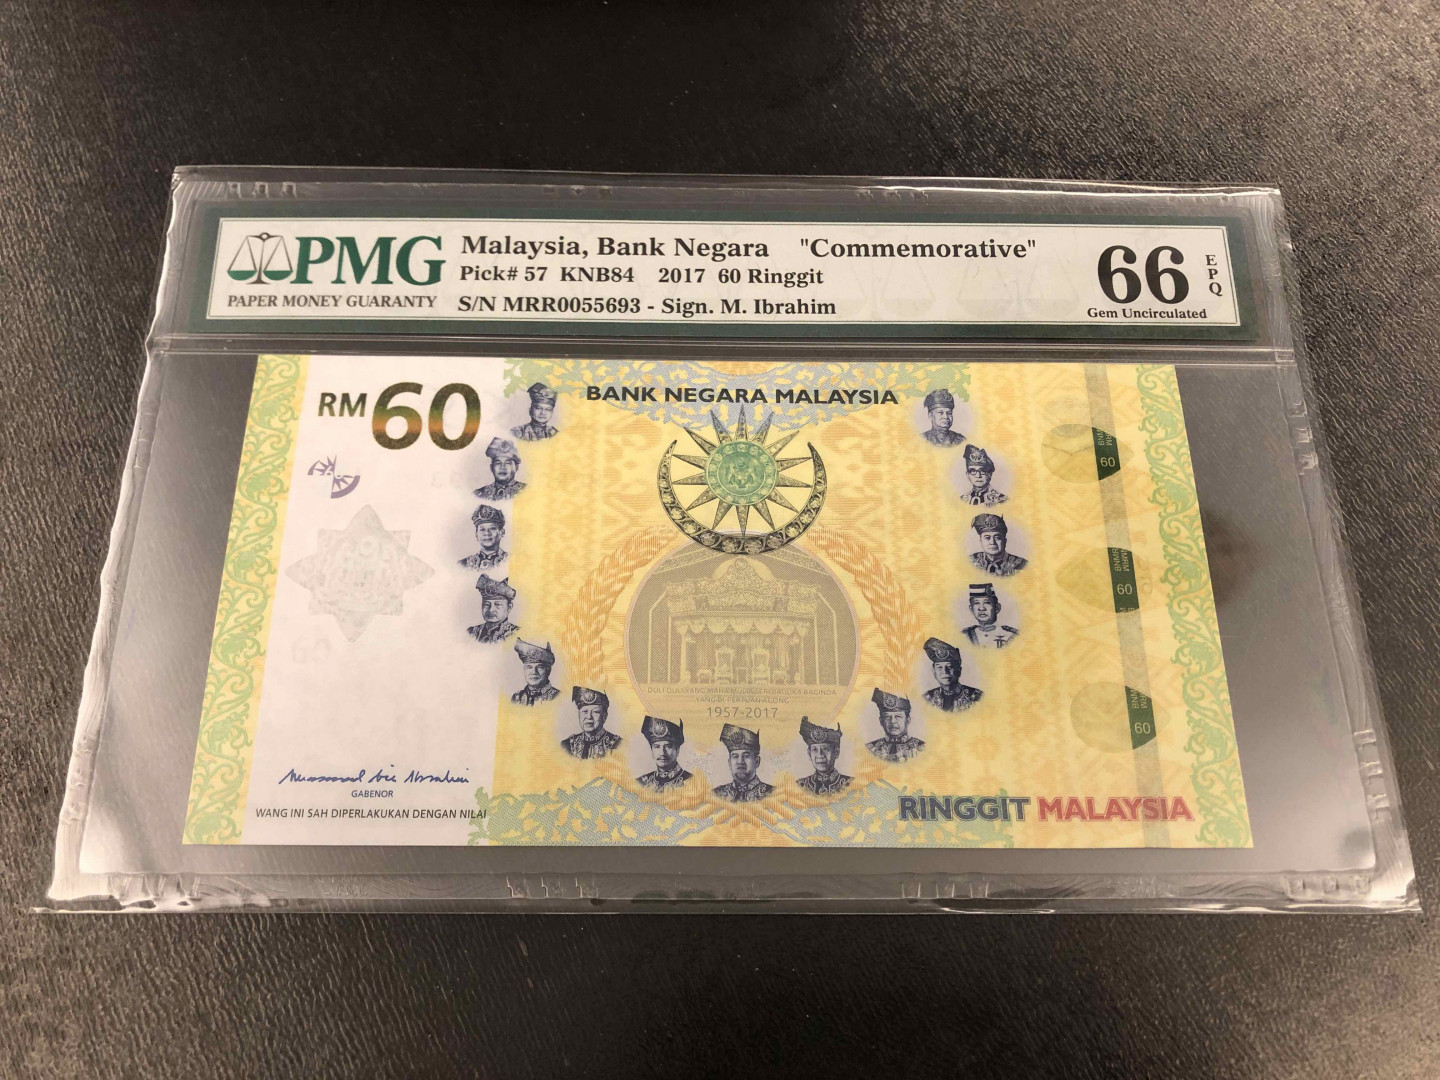 PMG
PAPER MONEY GUARANTY
Malaysia, Bank Negara "Commemorative"
Pick# 57 KNB84 2017 60 Ringgit
S/N MRR0055693 - Sign. M. Ibrahim
66
EPQ
Gem Uncirculated
RM60
BANK NEGARA MALAYSIA
60
60
60
1957-2017
GABENOR
WANG INI SAH DIPERLAKUKAN DENGAN NILAI
RINGGIT MALAYSIA